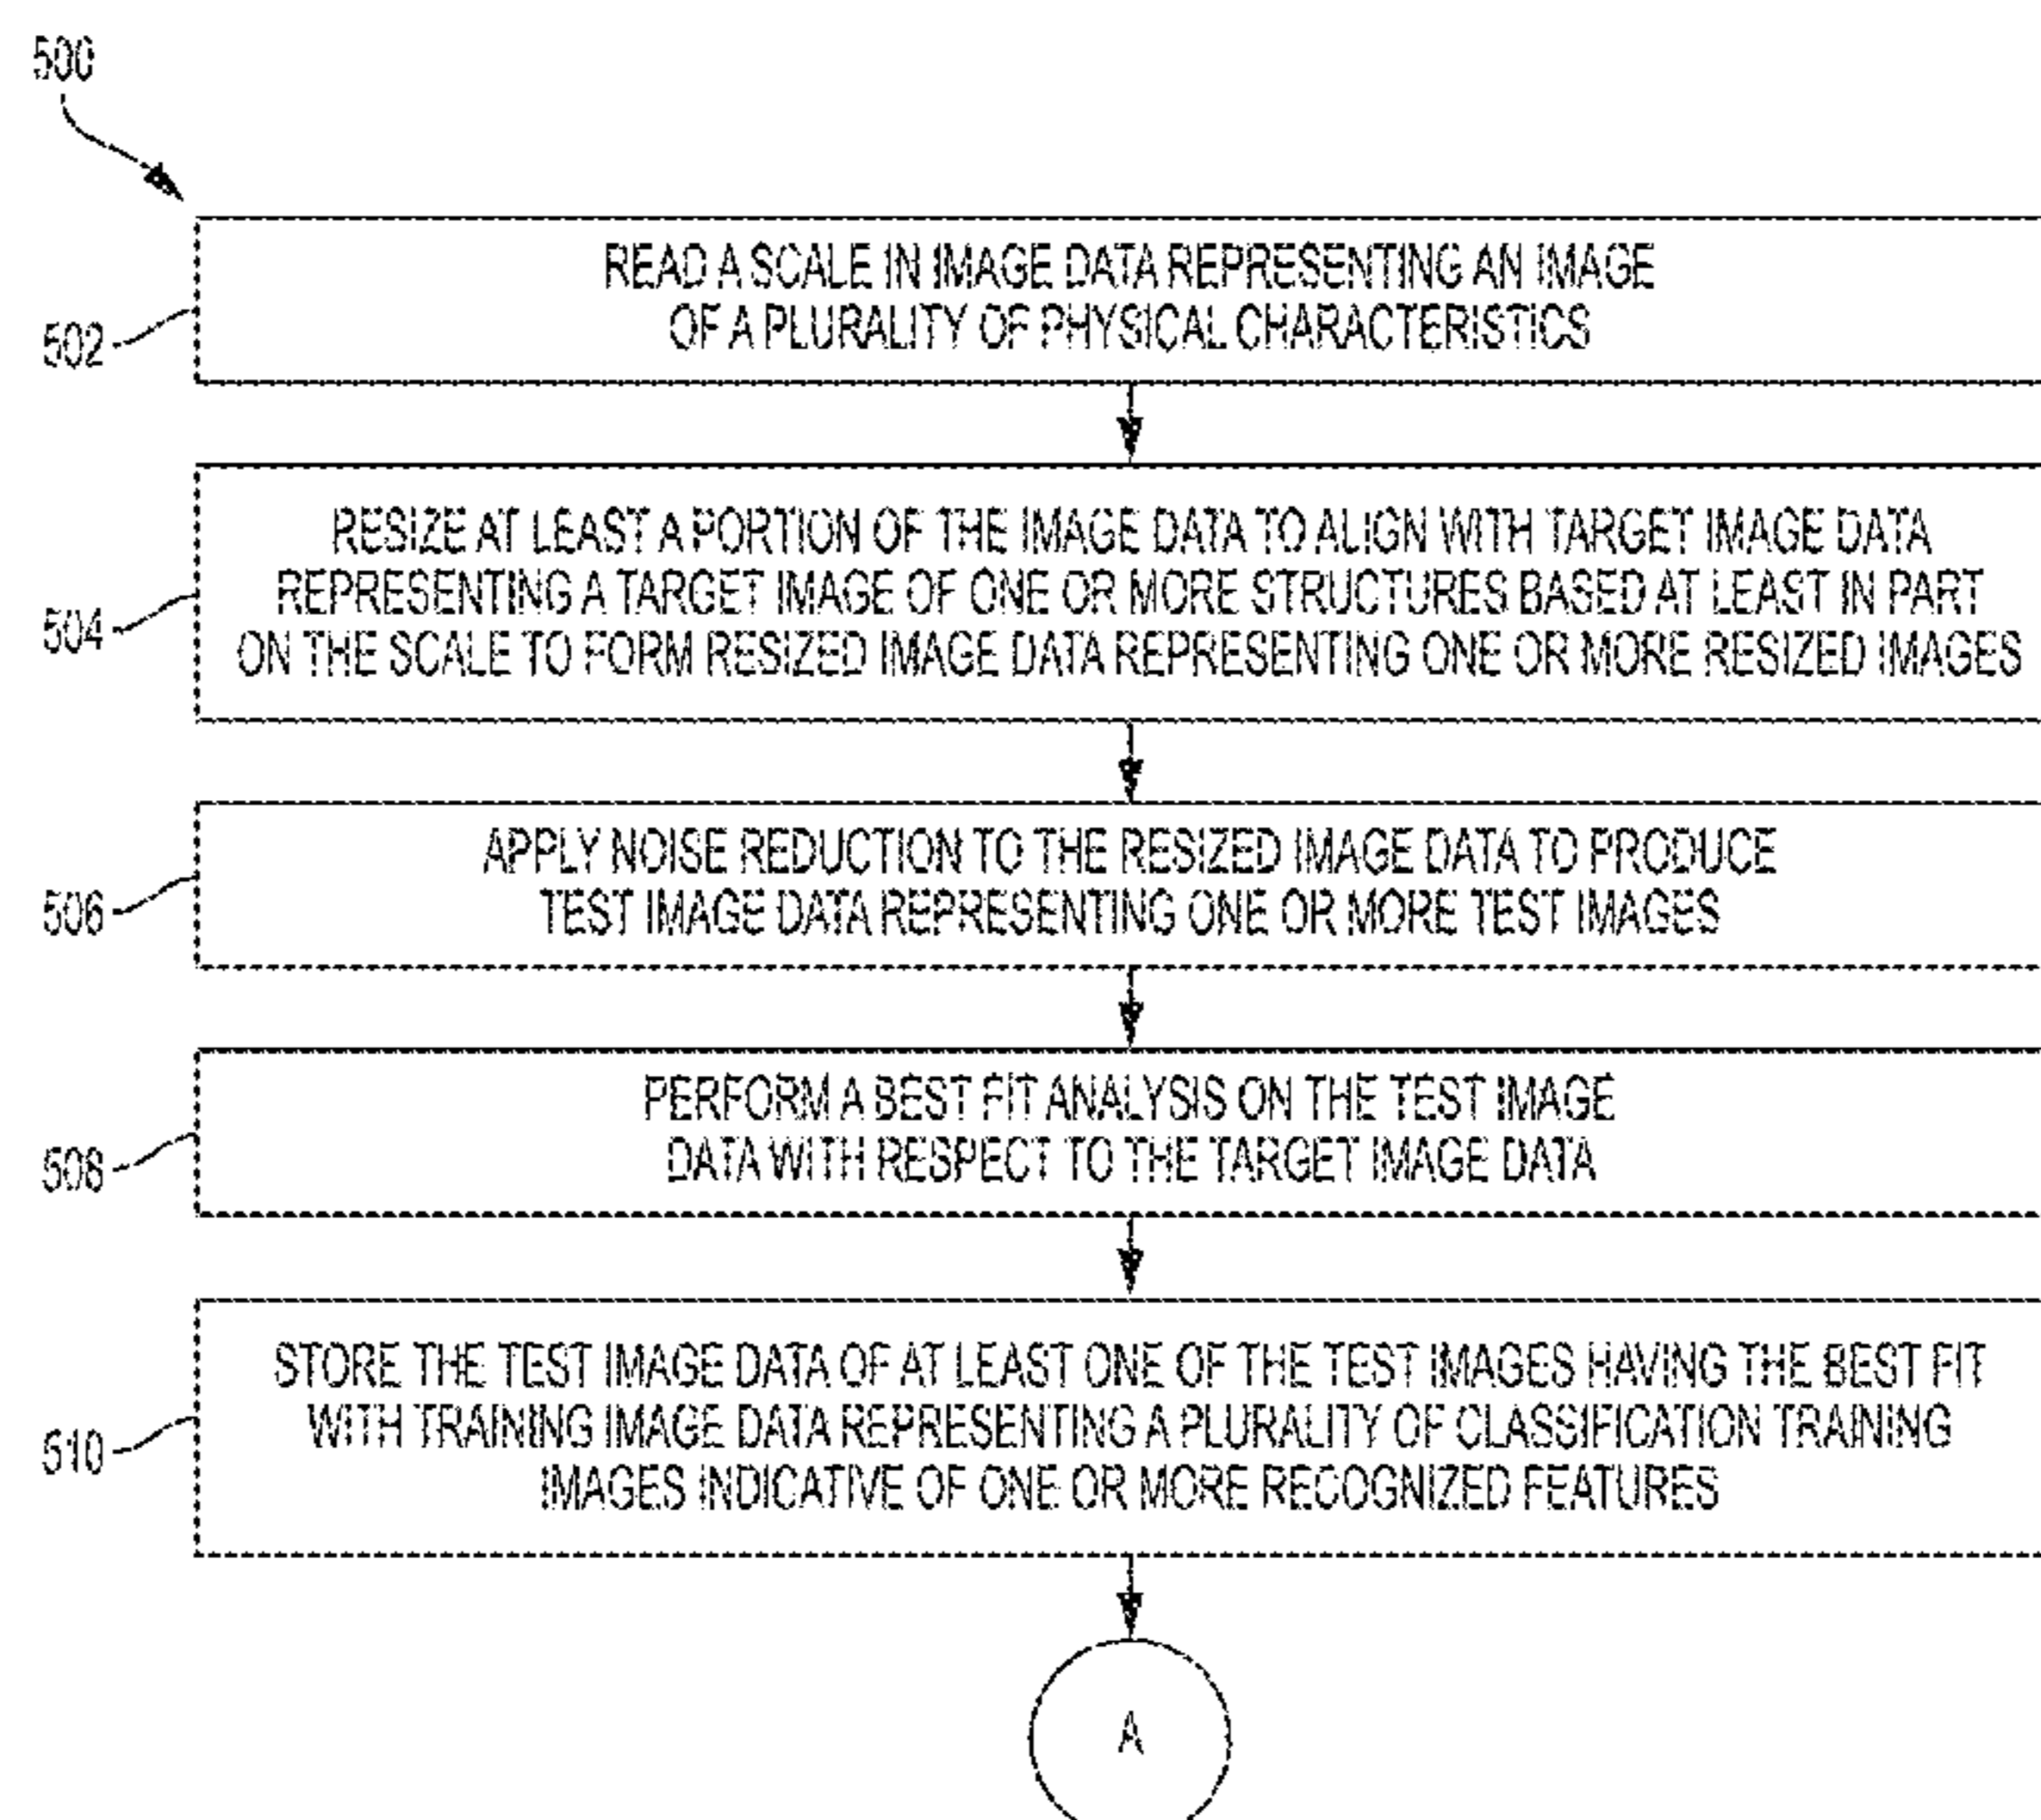 500
READ A SCALE IN IMAGE DATA REPRESENTING AN IMAGE
OF A PLURALITY OF PHYSICAL CHARACTERISTICS
502
RESIZE AT LEAST A PORTION OF THE IMAGE DATA TO ALIGN WITH TARGET IMAGE DATA
REPRESENTING A TARGET IMAGE OF ONE OR MORE STRUCTURES BASED AT LEAST IN PART
ON THE SCALE TO FORM RESIZED IMAGE DATA REPRESENTING ONE OR MORE RESIZED IMAGES
504
APPLY NOISE REDUCTION TO THE RESIZED IMAGE DATA TO PRODUCE
TEST IMAGE DATA REPRESENTING ONE OR MORE TEST IMAGES
506
PERFORM A BEST FIT ANALYSIS ON THE TEST IMAGE
DATA WITH RESPECT TO THE TARGET IMAGE DATA
508
STORE THE TEST IMAGE DATA OF AT LEAST ONE OF THE TEST IMAGES HAVING THE BEST FIT
WITH TRAINING IMAGE DATA REPRESENTING A PLURALITY OF CLASSIFICATION TRAINING
IMAGES INDICATIVE OF ONE OR MORE RECOGNIZED FEATURES
510
A